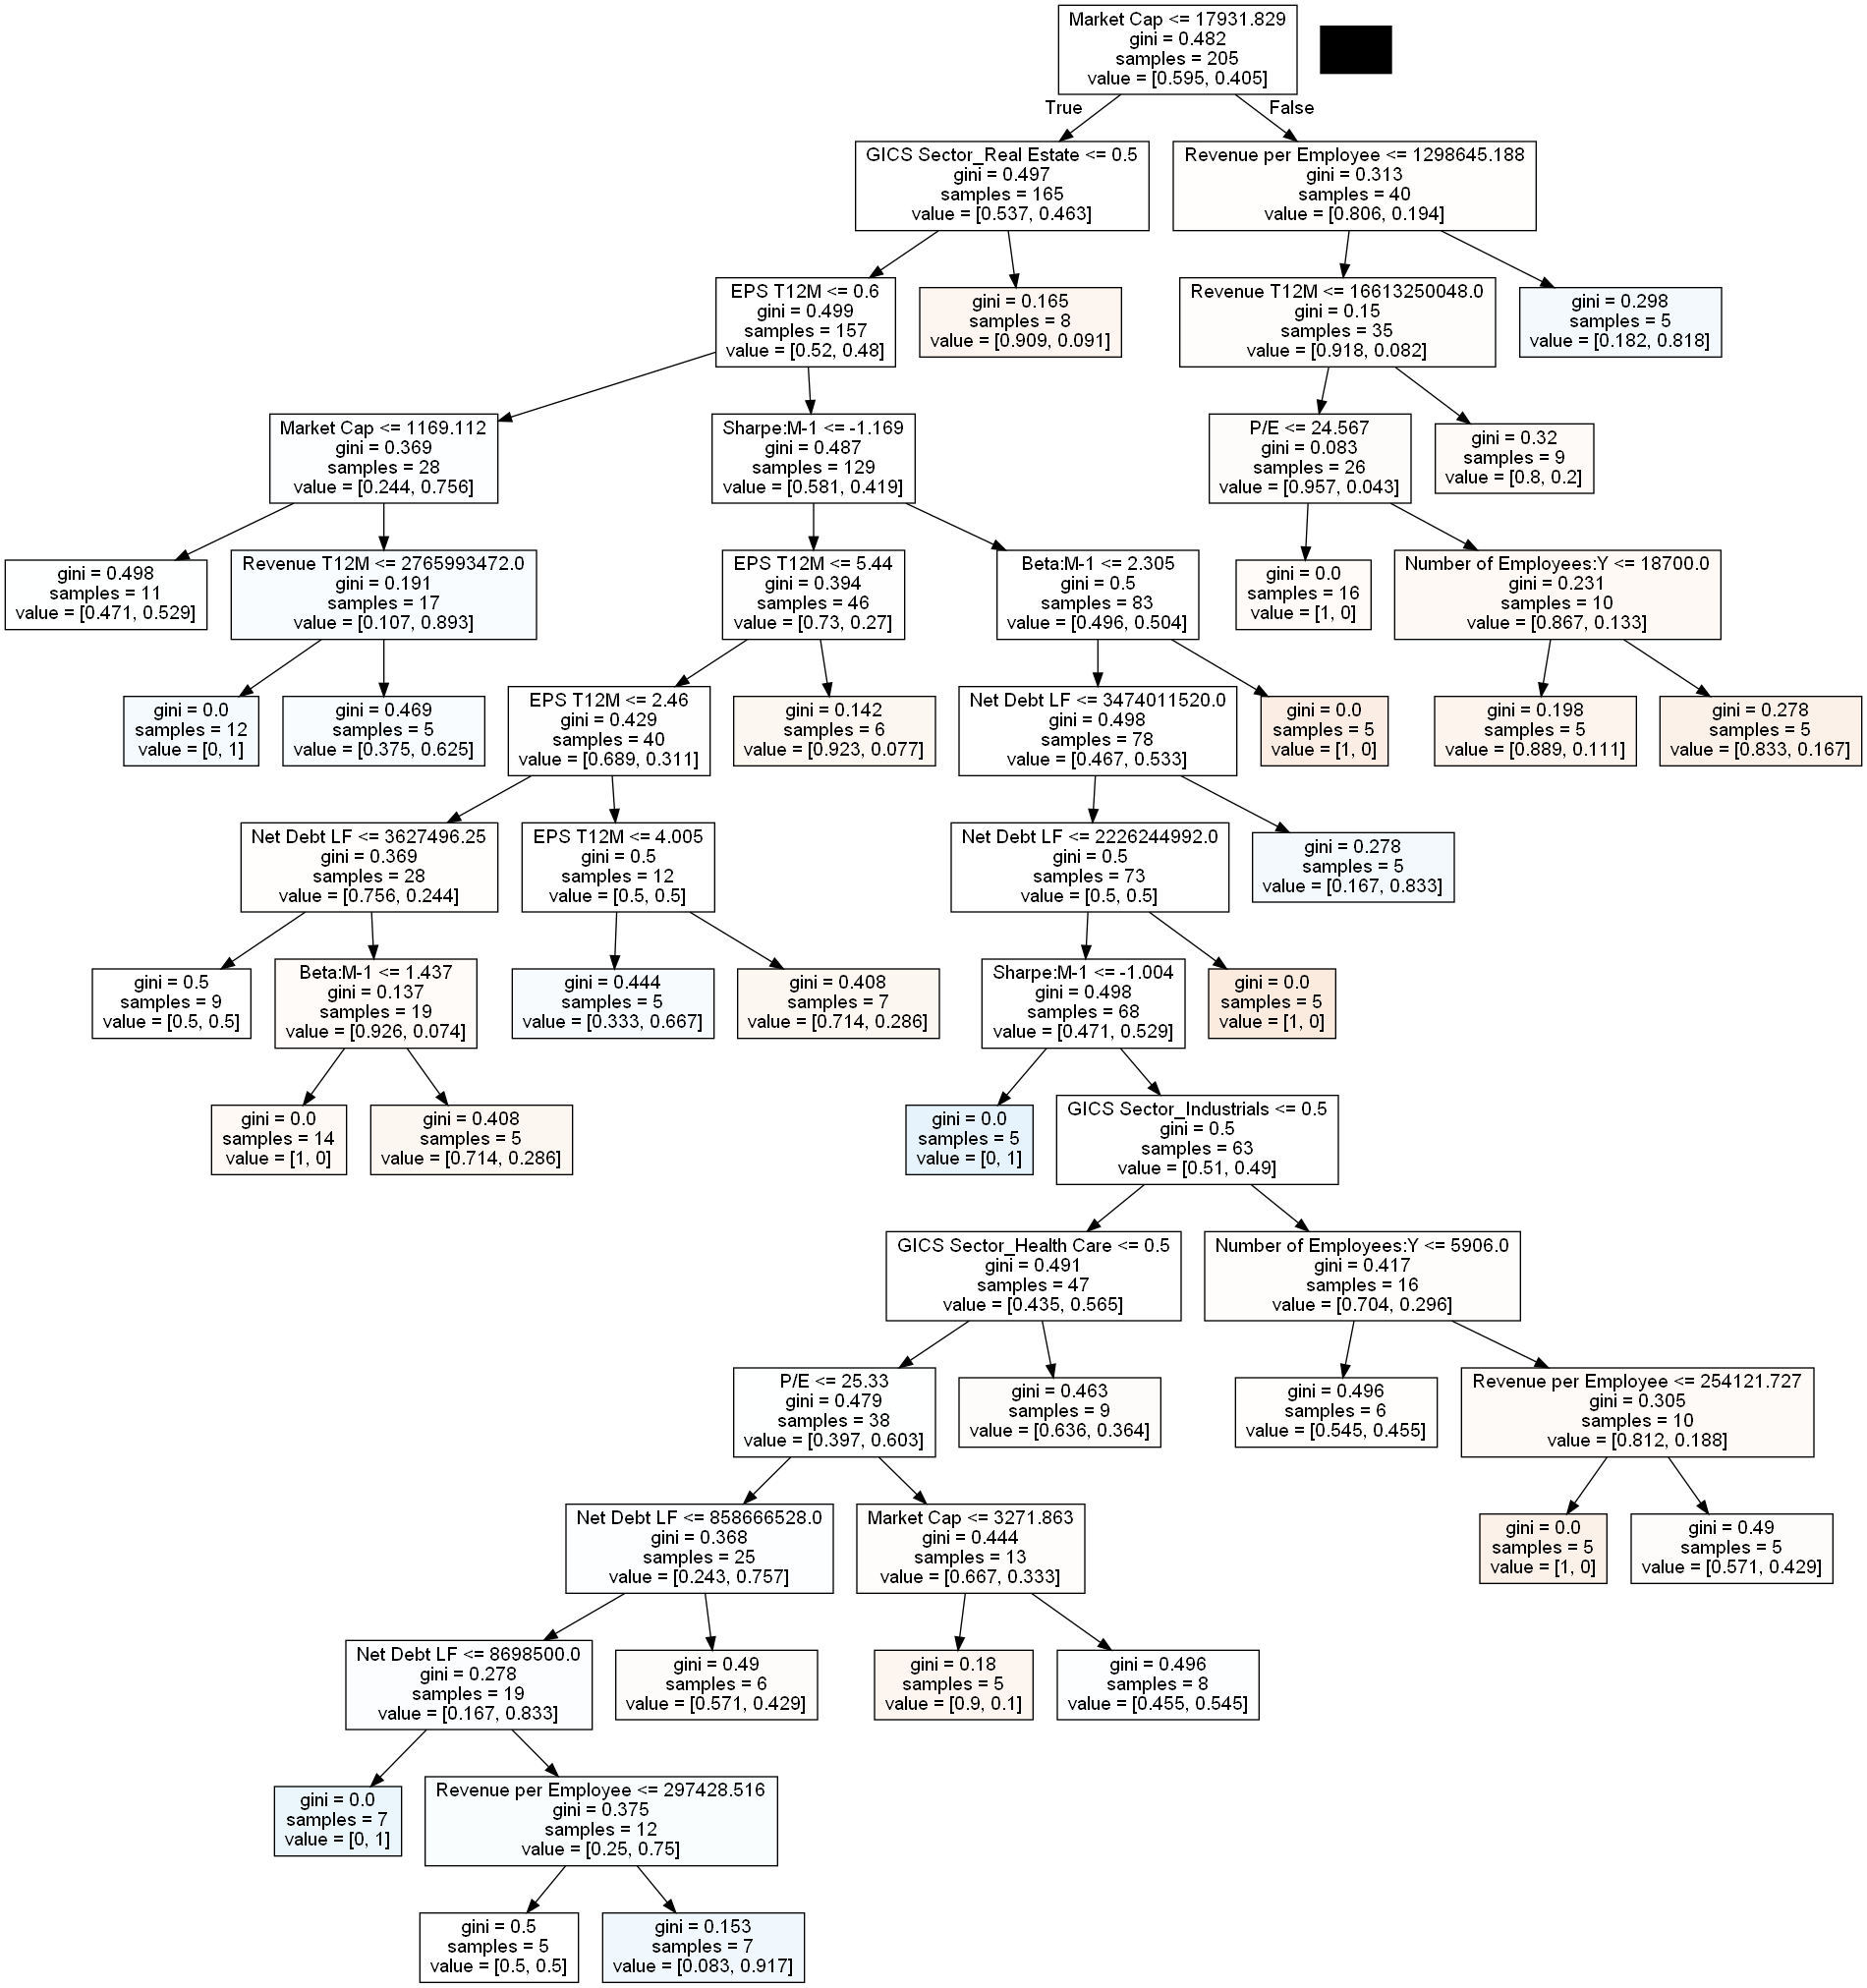 Market Cap <= 17931.829
gini = 0.482
samples = 205
value = [0.595, 0.405]
True
False
GICS Sector_Real Estate <= 0.5
gini = 0.497
samples = 165
value = [0.537, 0.463]
Revenue per Employee <= 1298645.188
gini = 0.313
samples = 40
value = [0.806, 0.194]
EPS T12M <= 0.6
gini = 0.499
samples = 157
value = [0.52, 0.48]
gini = 0.165
samples = 8
value = [0.909, 0.091]
Revenue T12M <= 16613250048.0
gini = 0.15
samples = 35
value = [0.918, 0.082]
gini = 0.298
samples = 5
value = [0.182, 0.818]
Market Cap <= 1169.112
gini = 0.369
samples = 28
value = [0.244, 0.756]
Sharpe:M-1 <= -1.169
gini = 0.487
samples = 129
value = [0.581, 0.419]
P/E <= 24.567
gini = 0.083
samples = 26
value = [0.957, 0.043]
gini = 0.32
samples = 9
value = [0.8, 0.2]
gini = 0.498
samples = 11
value = [0.471, 0.529]
Revenue T12M <= 2765993472.0
gini = 0.191
samples = 17
value = [0.107, 0.893]
EPS T12M <= 5.44
gini = 0.394
samples = 46
value = [0.73, 0.27]
Beta:M-1 <= 2.305
gini = 0.5
samples = 83
value = [0.496, 0.504]
gini = 0.0
samples = 16
value = [1, 0]
Number of Employees:Y <= 18700.0
gini = 0.231
samples = 10
value = [0.867, 0.133]
gini = 0.0
samples = 12
value = [0, 1]
gini = 0.469
samples = 5
value = [0.375, 0.625]
EPS T12M <= 2.46
gini = 0.429
samples = 40
value = [0.689, 0.311]
gini = 0.142
samples = 6
value = [0.923, 0.077]
Net Debt LF <= 3474011520.0
gini = 0.498
samples = 78
value = [0.467, 0.533]
gini = 0.0
samples = 5
value = [1, 0]
gini = 0.198
samples = 5
value = [0.889, 0.111]
gini = 0.278
samples = 5
value = [0.833, 0.167]
Net Debt LF <= 3627496.25
gini = 0.369
samples = 28
value = [0.756, 0.244]
EPS T12M <= 4.005
gini = 0.5
samples = 12
value = [0.5, 0.5]
Net Debt LF <= 2226244992.0
gini = 0.5
samples = 73
value = [0.5, 0.5]
gini = 0.278
samples = 5
value = [0.167, 0.833]
gini = 0.5
samples = 9
value = [0.5, 0.5]
Beta:M-1 <= 1.437
gini = 0.137
samples = 19
value = [0.926, 0.074]
gini = 0.444
samples = 5
value = [0.333, 0.667]
gini = 0.408
samples = 7
value = [0.714, 0.286]
Sharpe:M-1 <= -1.004
gini = 0.498
samples = 68
value = [0.471, 0.529]
gini = 0.0
samples = 5
value = [1, 0]
gini = 0.0
samples = 14
value = [1, 0]
gini = 0.408
samples = 5
value = [0.714, 0.286]
gini = 0.0
samples = 5
value = [0, 1]
GICS Sector_Industrials <= 0.5
gini = 0.5
samples = 63
value = [0.51, 0.49]
GICS Sector_Health Care <= 0.5
gini = 0.491
samples = 47
value = [0.435, 0.565]
Number of Employees:Y <= 5906.0
gini = 0.417
samples = 16
value = [0.704, 0.296]
P/E <= 25.33
gini = 0.479
samples = 38
value = [0.397, 0.603]
gini = 0.463
samples = 9
value = [0.636, 0.364]
gini = 0.496
samples = 6
value = [0.545, 0.455]
Revenue per Employee <= 254121.727
gini = 0.305
samples = 10
value = [0.812, 0.188]
Net Debt LF <= 858666528.0
gini = 0.368
samples = 25
value = [0.243, 0.757]
Market Cap <= 3271.863
gini = 0.444
samples = 13
value = [0.667, 0.333]
gini = 0.0
samples = 5
value = [1, 0]
gini = 0.49
samples = 5
value = [0.571, 0.429]
Net Debt LF <= 8698500.0
gini = 0.278
samples = 19
value = [0.167, 0.833]
gini = 0.49
samples = 6
value = [0.571, 0.429]
gini = 0.18
samples = 5
value = [0.9, 0.1]
gini = 0.496
samples = 8
value = [0.455, 0.545]
gini = 0.0
samples = 7
value = [0, 1]
Revenue per Employee <= 297428.516
gini = 0.375
samples = 12
value = [0.25, 0.75]
gini = 0.5
samples = 5
value = [0.5, 0.5]
gini = 0.153
samples = 7
value = [0.083, 0.917]